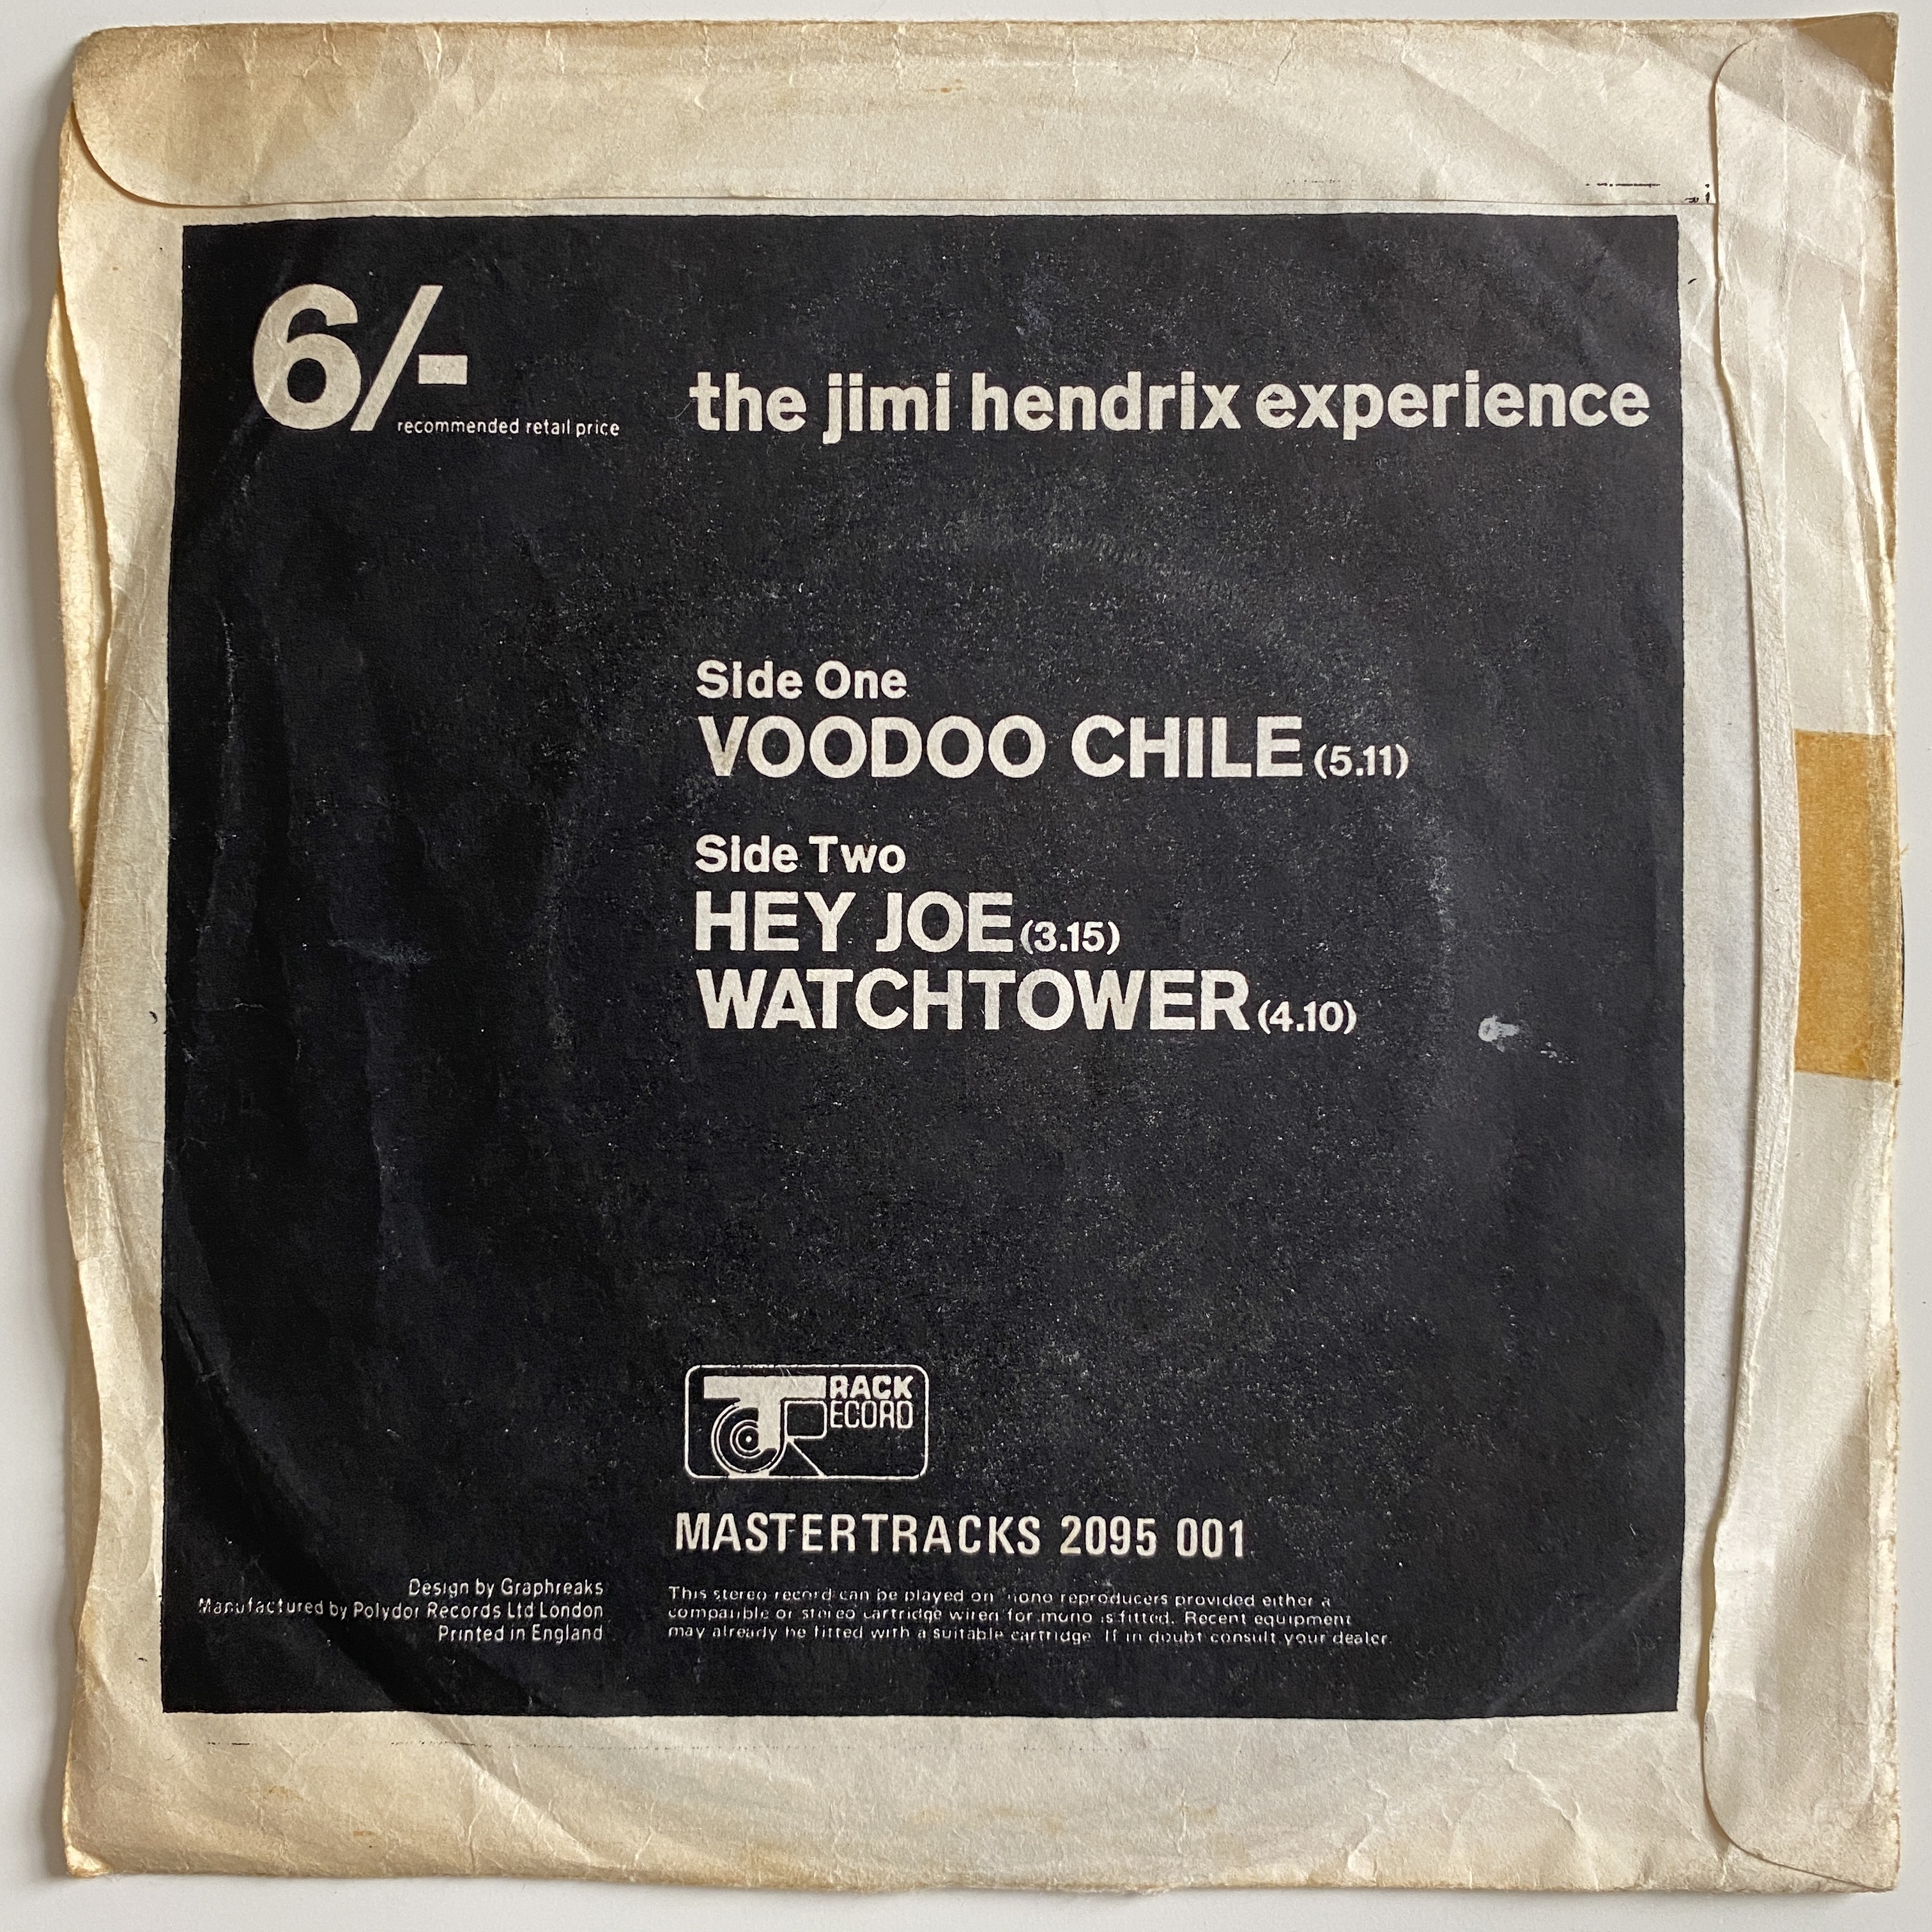 6/-
recommended retail price
the jimi hendrix experience
Side One
VOODOO CHILE (5.11)
Side Two
HEY JOE (3.15)
WATCHTOWER (4.10)
TRACK
RECORD
MASTERTRACKS 2095 001
Design by Graphreaks
Manufactured by Polydor Records Ltd London
Printed in England
This stereo record can be played on mono reproducers provided either a
compatible or stereo cartridge wired for mono is fitted. Recent equipment
may already be fitted with a suitable cartridge. If in doubt consult your dealer.